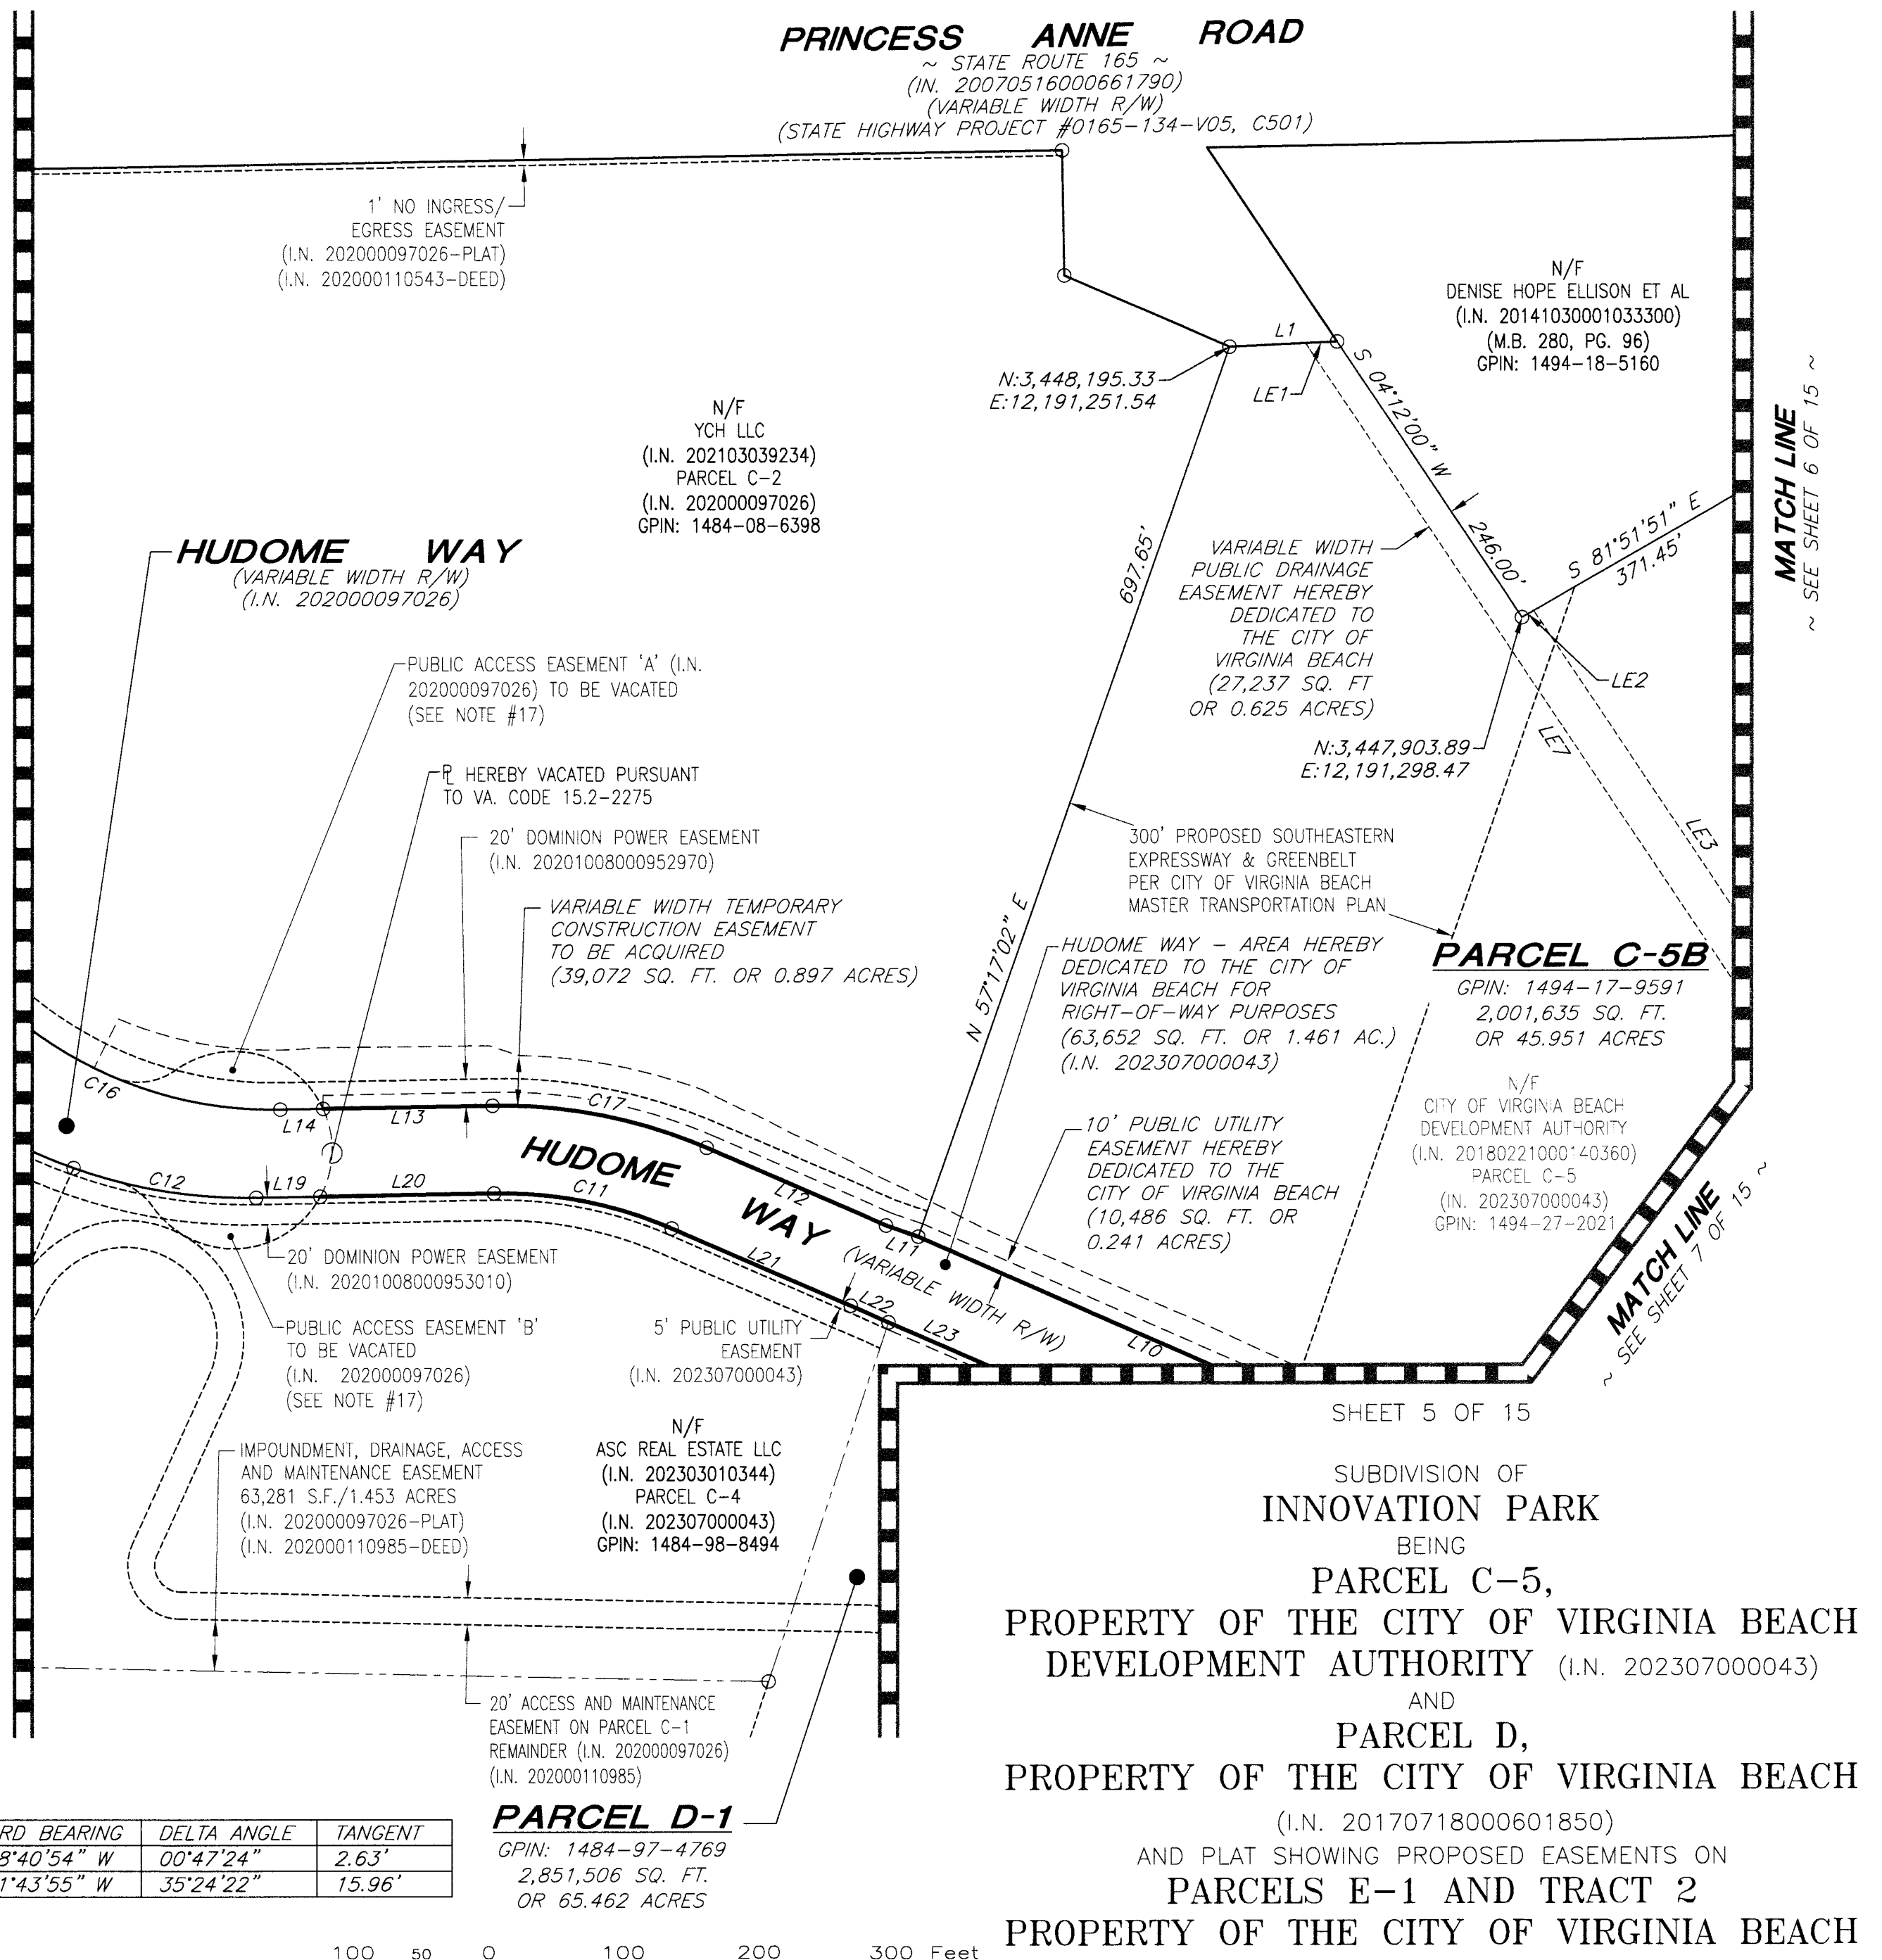 PRINCESS ANNE ROAD
~ STATE ROUTE 165 ~
(IN. 20070516000661790)
(VARIABLE WIDTH R/W)
(STATE HIGHWAY PROJECT #0165-134-V05, C501)
1' NO INGRESS/
EGRESS EASEMENT
(I.N. 202000097026-PLAT)
(I.N. 202000110543-DEED)
N/F
DENISE HOPE ELLISON ET AL
(I.N. 20141030001033300)
(M.B. 280, PG. 96)
GPIN: 1494-18-5160
L1
LE1
N:3,448,195.33
E:12,191,251.54
S 04°12'00" W
246.00'
S 81°51'51" E
371.45'
MATCH LINE
~ SEE SHEET 6 OF 15 ~
N/F
YCH LLC
(I.N. 202103039234)
PARCEL C-2
(I.N. 202000097026)
GPIN: 1484-08-6398
HUDOME WAY
(VARIABLE WIDTH R/W)
(I.N. 202000097026)
697.65'
N 57°17'02" E
VARIABLE WIDTH
PUBLIC DRAINAGE
EASEMENT HEREBY
DEDICATED TO
THE CITY OF
VIRGINIA BEACH
(27,237 SQ. FT
OR 0.625 ACRES)
LE2
LE7
LE3
N:3,447,903.89
E:12,191,298.47
PUBLIC ACCESS EASEMENT 'A' (I.N.
202000097026) TO BE VACATED
(SEE NOTE #17)
PL HEREBY VACATED PURSUANT
TO VA. CODE 15.2-2275
20' DOMINION POWER EASEMENT
(I.N. 20201008000952970)
VARIABLE WIDTH TEMPORARY
CONSTRUCTION EASEMENT
TO BE ACQUIRED
(39,072 SQ. FT. OR 0.897 ACRES)
300' PROPOSED SOUTHEASTERN
EXPRESSWAY & GREENBELT
PER CITY OF VIRGINIA BEACH
MASTER TRANSPORTATION PLAN
HUDOME WAY - AREA HEREBY
DEDICATED TO THE CITY OF
VIRGINIA BEACH FOR
RIGHT-OF-WAY PURPOSES
(63,652 SQ. FT. OR 1.461 AC.)
(I.N. 202307000043)
PARCEL C-5B
GPIN: 1494-17-9591
2,001,635 SQ. FT.
OR 45.951 ACRES
N/F
CITY OF VIRGINIA BEACH
DEVELOPMENT AUTHORITY
(I.N. 20180221000140360)
PARCEL C-5
(IN. 202307000043)
GPIN: 1494-27-2021
10' PUBLIC UTILITY
EASEMENT HEREBY
DEDICATED TO THE
CITY OF VIRGINIA BEACH
(10,486 SQ. FT. OR
0.241 ACRES)
C16
L14
L13
C17
C12
L19
L20
C11
HUDOME WAY
L12
L11
L21
L22
L23
L10
(VARIABLE WIDTH R/W)
20' DOMINION POWER EASEMENT
(I.N. 20201008000953010)
PUBLIC ACCESS EASEMENT 'B'
TO BE VACATED
(I.N. 202000097026)
(SEE NOTE #17)
5' PUBLIC UTILITY
EASEMENT
(I.N. 202307000043)
MATCH LINE
~ SEE SHEET 7 OF 15 ~
IMPOUNDMENT, DRAINAGE, ACCESS
AND MAINTENANCE EASEMENT
63,281 S.F./1.453 ACRES
(I.N. 202000097026-PLAT)
(I.N. 202000110985-DEED)
N/F
ASC REAL ESTATE LLC
(I.N. 202303010344)
PARCEL C-4
(I.N. 202307000043)
GPIN: 1484-98-8494
20' ACCESS AND MAINTENANCE
EASEMENT ON PARCEL C-1
REMAINDER (I.N. 202000097026)
(I.N. 202000110985)
PARCEL D-1
GPIN: 1484-97-4769
2,851,506 SQ. FT.
OR 65.462 ACRES
RD BEARING DELTA ANGLE TANGENT
8°40'54" W 00°47'24" 2.63'
1°43'55" W 35°24'22" 15.96'
100 50 0 100 200 300 Feet
SHEET 5 OF 15
SUBDIVISION OF
INNOVATION PARK
BEING
PARCEL C-5,
PROPERTY OF THE CITY OF VIRGINIA BEACH
DEVELOPMENT AUTHORITY (I.N. 202307000043)
AND
PARCEL D,
PROPERTY OF THE CITY OF VIRGINIA BEACH
(I.N. 20170718000601850)
AND PLAT SHOWING PROPOSED EASEMENTS ON
PARCELS E-1 AND TRACT 2
PROPERTY OF THE CITY OF VIRGINIA BEACH